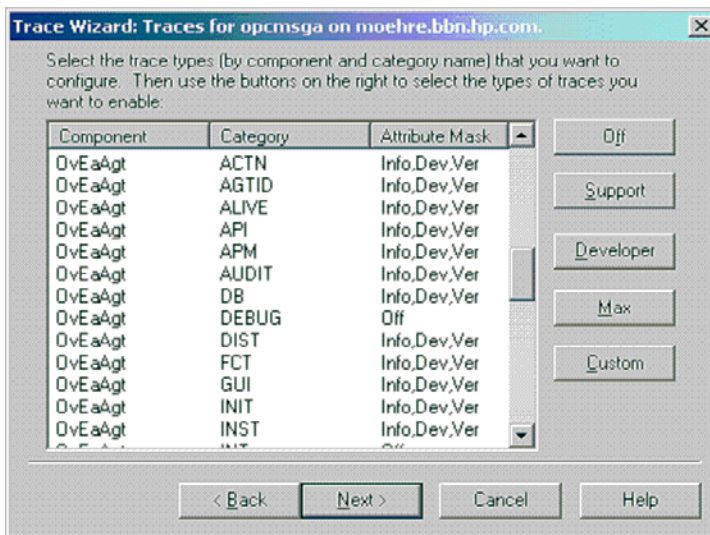 Trace Wizard: Traces for opcmsga on moehre.bbn.hp.com.
Select the trace types (by component and category name) that you want to
configure. Then use the buttons on the right to select the types of traces you
want to enable:
Component Category Attribute Mask
OvEaAgt ACTN Info,Dev,Ver
OvEaAgt AGTID Info,Dev,Ver
OvEaAgt ALIVE Info,Dev,Ver
OvEaAgt API Info,Dev,Ver
OvEaAgt APM Info,Dev,Ver
OvEaAgt AUDIT Info,Dev,Ver
OvEaAgt DB Info,Dev,Ver
OvEaAgt DEBUG Off
OvEaAgt DIST Info,Dev,Ver
OvEaAgt FCT Info,Dev,Ver
OvEaAgt GUI Info,Dev,Ver
OvEaAgt INIT Info,Dev,Ver
OvEaAgt INST Info,Dev,Ver
Off
Support
Developer
Max
Custom
< Back
Next >
Cancel
Help